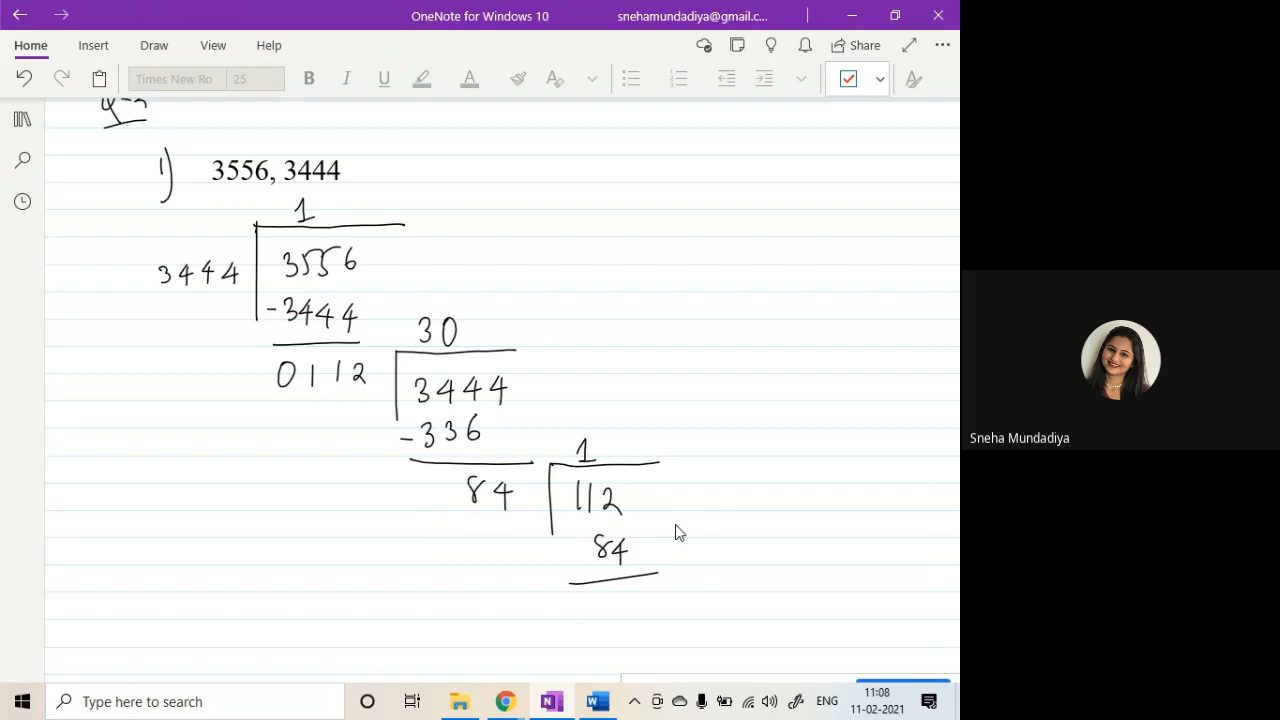 OneNote for Windows 10
snehamundadiya@gmail.c...
Home Insert Draw View Help
Share
Times New Ro 25
B I U A
1) 3556, 3444
1
3444 3556
-3444
30
0112 3444
-336
1
84 112
84
Sneha Mundadiya
Type here to search
ENG
11:08
11-02-2021